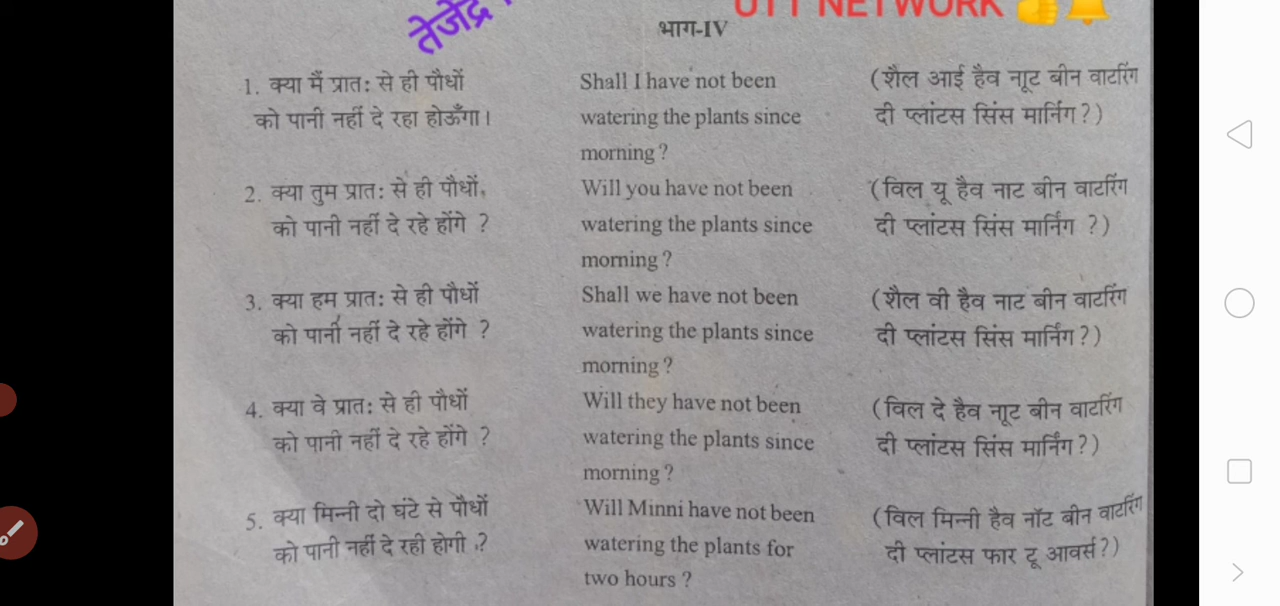 तेजेंद्र
UTT NETWORK
भाग-IV
1. क्या मैं प्रातः से ही पौधों
को पानी नहीं दे रहा होऊँगा।
Shall I have not been
watering the plants since
morning ?
(शैल आई हैव नाूट बीन वाटरिंग
दी प्लांटस सिंस मार्निंग ?)
2. क्या तुम प्रातः से ही पौधों
को पानी नहीं दे रहे होंगे ?
Will you have not been
watering the plants since
morning ?
(विल यू हैव नाट बीन वाटरिंग
दी प्लांटस सिंस मार्निंग ?)
3. क्या हम प्रातः से ही पौधों
को पानी नहीं दे रहे होंगे ?
Shall we have not been
watering the plants since
morning ?
(शैल वी हैव नाट बीन वाटरिंग
दी प्लांटस सिंस मार्निंग ?)
4. क्या वे प्रातः से ही पौधों
को पानी नहीं दे रहे होंगे ?
Will they have not been
watering the plants since
morning ?
(विल दे हैव नाूट बीन वाटरिंग
दी प्लांटस सिंस मार्निंग ?)
5. क्या मिन्नी दो घंटे से पौधों
को पानी नहीं दे रही होगी ?
Will Minni have not been
watering the plants for
two hours ?
(विल मिन्नी हैव नॉट बीन वाटरिंग
दी प्लांटस फार टू आवर्स ?)